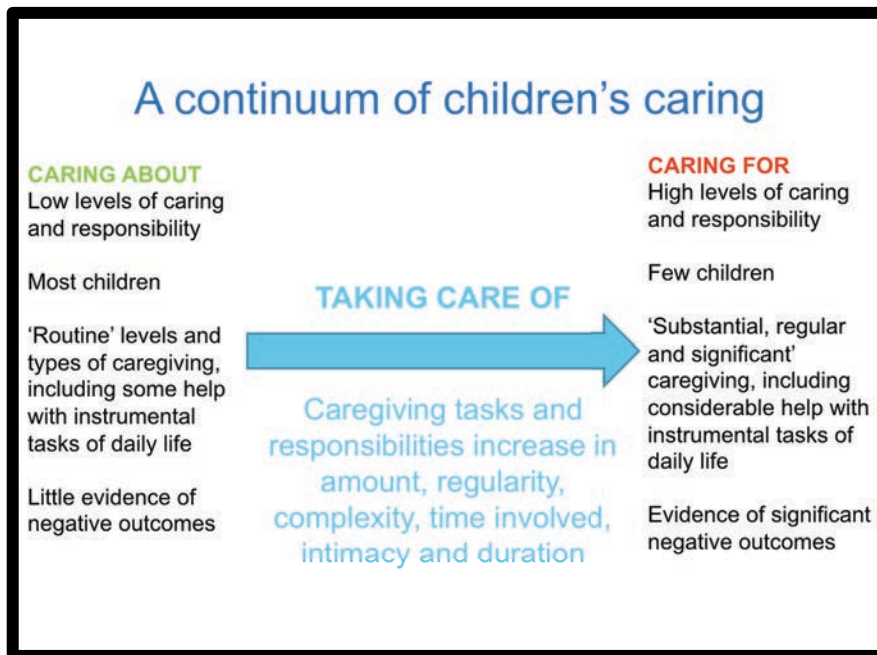 A continuum of children's caring
CARING ABOUT
Low levels of caring
and responsibility
Most children
‘Routine’ levels and
types of caregiving,
including some help
with instrumental
tasks of daily life
Little evidence of
negative outcomes
TAKING CARE OF
Caregiving tasks and
responsibilities increase in
amount, regularity,
complexity, time involved,
intimacy and duration
CARING FOR
High levels of caring
and responsibility
Few children
‘Substantial, regular
and significant’
caregiving, including
considerable help with
instrumental tasks of
daily life
Evidence of significant
negative outcomes